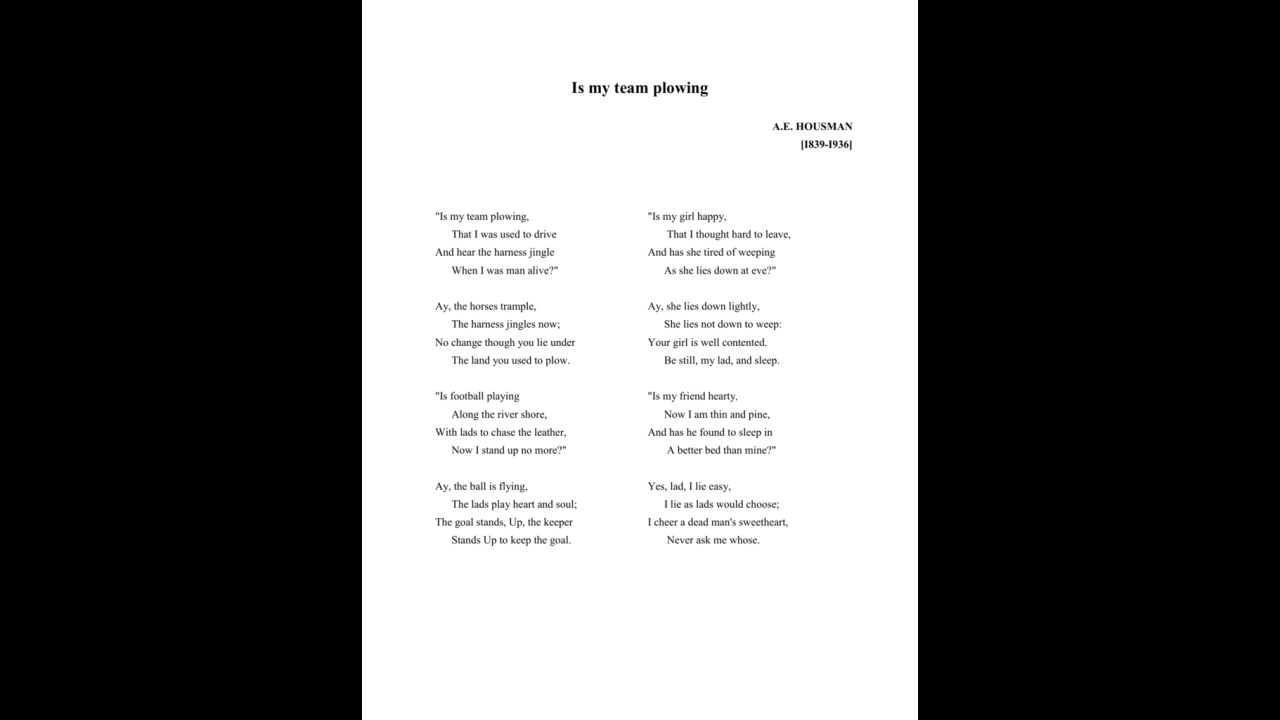 Is my team plowing
A.E. HOUSMAN
[I839-I936]
"Is my team plowing,
That I was used to drive
And hear the harness jingle
When I was man alive?"
Ay, the horses trample,
The harness jingles now;
No change though you lie under
The land you used to plow.
"Is football playing
Along the river shore,
With lads to chase the leather,
Now I stand up no more?"
Ay, the ball is flying,
The lads play heart and soul;
The goal stands, Up, the keeper
Stands Up to keep the goal.
"Is my girl happy,
That I thought hard to leave,
And has she tired of weeping
As she lies down at eve?"
Ay, she lies down lightly,
She lies not down to weep:
Your girl is well contented.
Be still, my lad, and sleep.
"Is my friend hearty,
Now I am thin and pine,
And has he found to sleep in
A better bed than mine?"
Yes, lad, I lie easy,
I lie as lads would choose;
I cheer a dead man's sweetheart,
Never ask me whose.